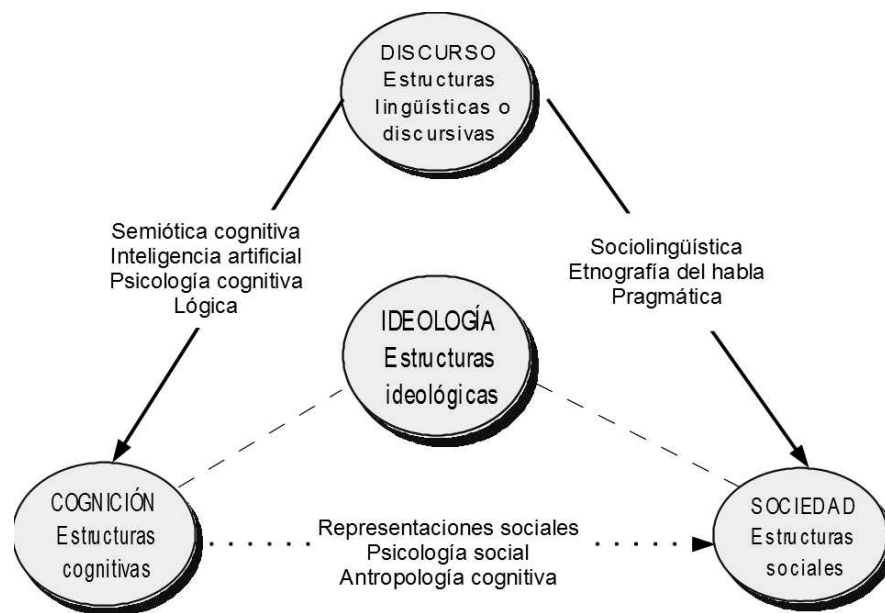 DISCURSO
Estructuras
lingüísticas o
discursivas
Semiótica cognitiva
Inteligencia artificial
Psicología cognitiva
Lógica
Sociolingüística
Etnografía del habla
Pragmática
IDEOLOGÍA
Estructuras
ideológicas
COGNICIÓN
Estructuras
cognitivas
Representaciones sociales
Psicología social
Antropología cognitiva
SOCIEDAD
Estructuras
sociales